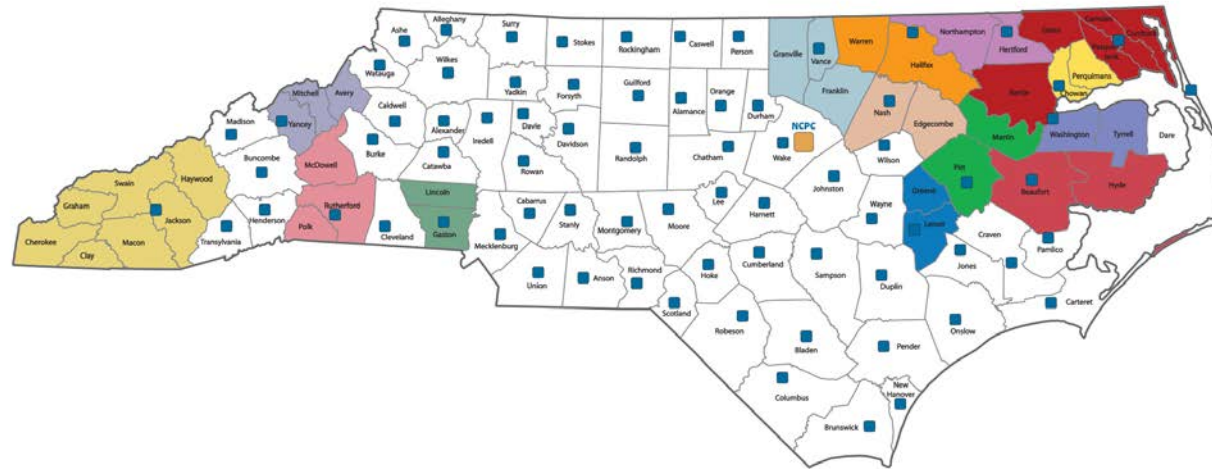 Alleghany
Surry
Ashe
Stokes
Rockingham
Caswell
Person
Granville
Vance
Warren
Northampton
Hertford
Gates
Camden
Currituck
Halifax
Watauga
Wilkes
Yadkin
Forsyth
Guilford
Alamance
Orange
Durham
Franklin
Bertie
Perquimans
Chowan
Mitchell
Avery
Yancey
Caldwell
Alexander
Iredell
Davie
Davidson
Randolph
Chatham
NCPC
Wake
Nash
Edgecombe
Martin
Washington
Tyrrell
Dare
Madison
Buncombe
McDowell
Burke
Catawba
Rowan
Johnston
Wilson
Pitt
Beaufort
Hyde
Swain
Haywood
Graham
Jackson
Cherokee
Macon
Clay
Transylvania
Henderson
Polk
Rutherford
Cleveland
Lincoln
Gaston
Mecklenburg
Cabarrus
Stanly
Montgomery
Moore
Lee
Harnett
Wayne
Greene
Lenoir
Craven
Pamlico
Jones
Union
Anson
Richmond
Scotland
Hoke
Cumberland
Sampson
Duplin
Carteret
Onslow
Robeson
Bladen
Pender
Columbus
New
Hanover
Brunswick